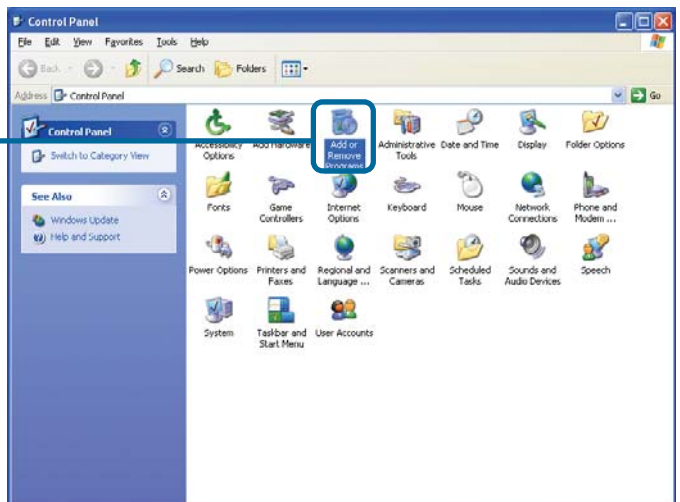 Control Panel
File Edit View Favorites Tools Help
Back Search Folders
Address Control Panel Go
Control Panel
Switch to Category View
See Also
Windows Update
Help and Support
Accessibility Options
Add Hardware
Add or Remove Programs
Administrative Tools
Date and Time
Display
Folder Options
Fonts
Game Controllers
Internet Options
Keyboard
Mouse
Network Connections
Phone and Modem ...
Power Options
Printers and Faxes
Regional and Language ...
Scanners and Cameras
Scheduled Tasks
Sounds and Audio Devices
Speech
System
Taskbar and Start Menu
User Accounts